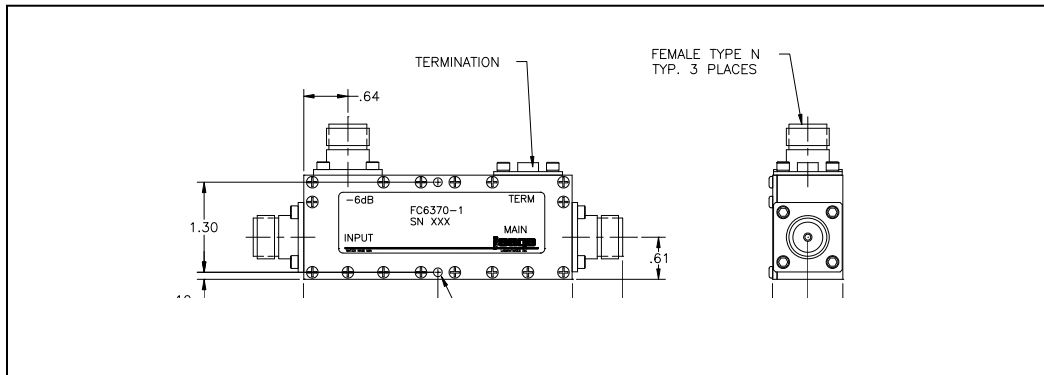 TERMINATION
FEMALE TYPE N
TYP. 3 PLACES
.64
-6dB
TERM
FC6370-1
SN XXX
MAIN
INPUT
1.30
.61